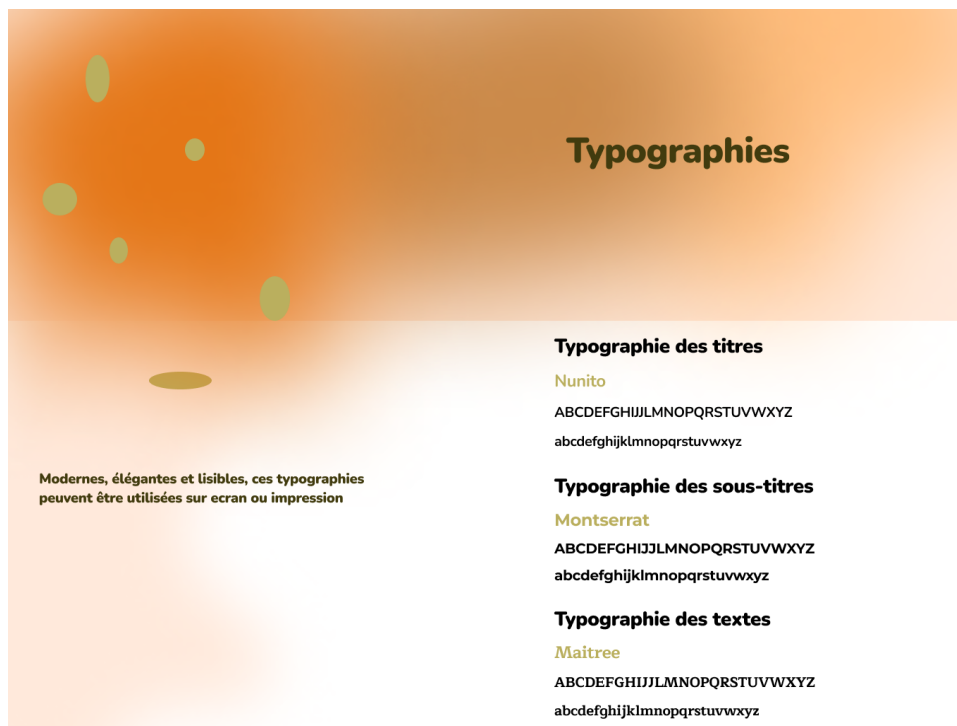 Typographies
Typographie des titres
Nunito
ABCDEFGHIJJLMNOPQRSTUVWXYZ
abcdefghijklmnopqrstuvwxyz
Modernes, élégantes et lisibles, ces typographies
peuvent être utilisées sur ecran ou impression
Typographie des sous-titres
Montserrat
ABCDEFGHIJJLMNOPQRSTUVWXYZ
abcdefghijklmnopqrstuvwxyz
Typographie des textes
Maitree
ABCDEFGHIJJLMNOPQRSTUVWXYZ
abcdefghijklmnopqrstuvwxyz